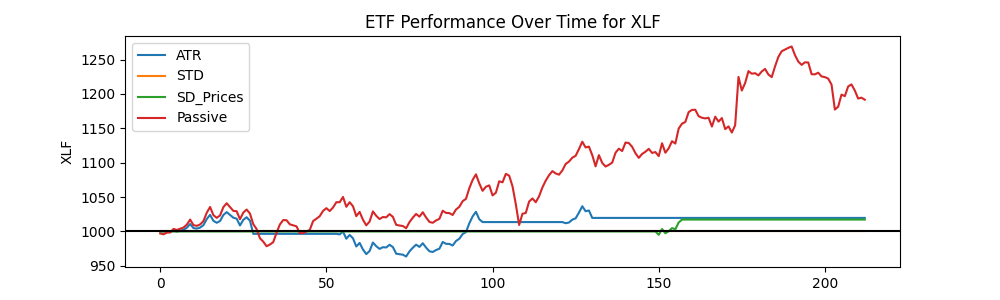 ETF Performance Over Time for XLF
ATR
STD
SD_Prices
Passive
XLF
1250
1200
1150
1100
1050
1000
950
0 50 100 150 200